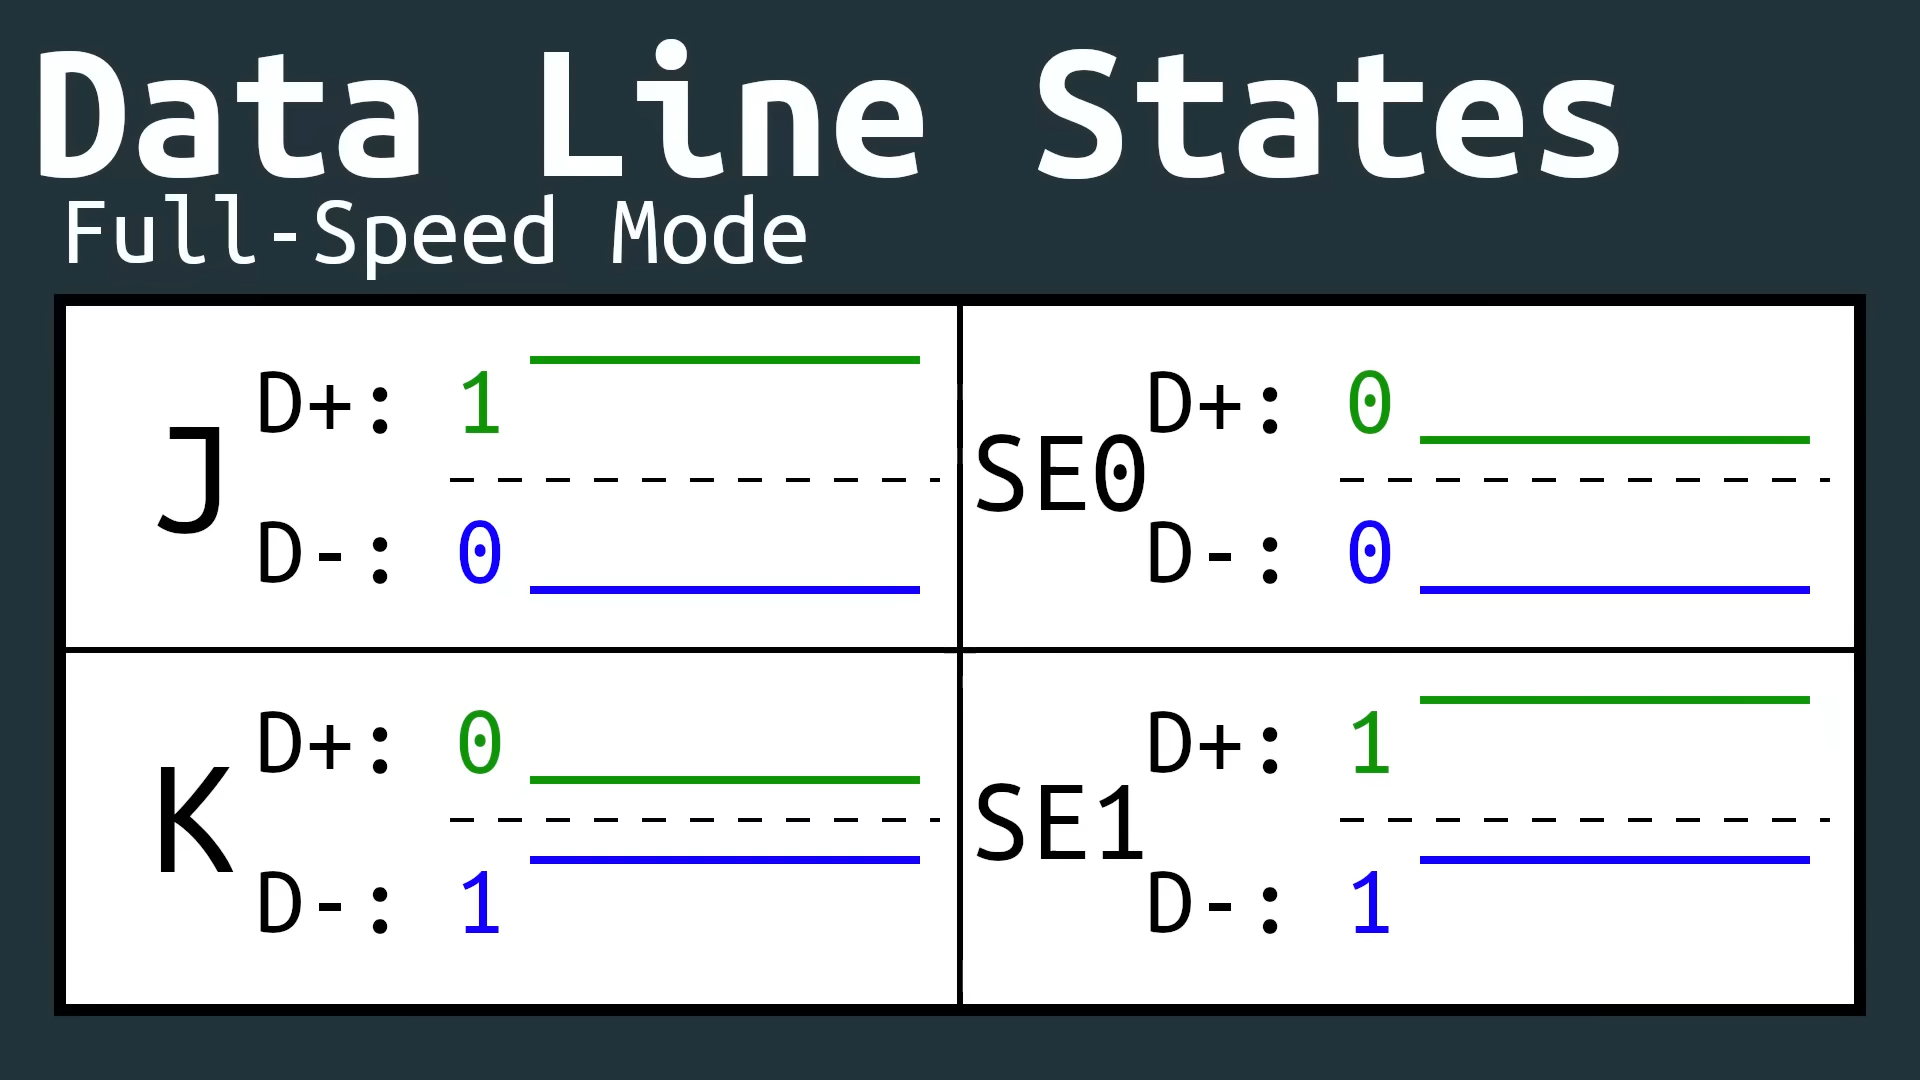 Data Line States
Full-Speed Mode
J
D+: 1
D-: 0
SE0
D+: 0
D-: 0
K
D+: 0
D-: 1
SE1
D+: 1
D-: 1